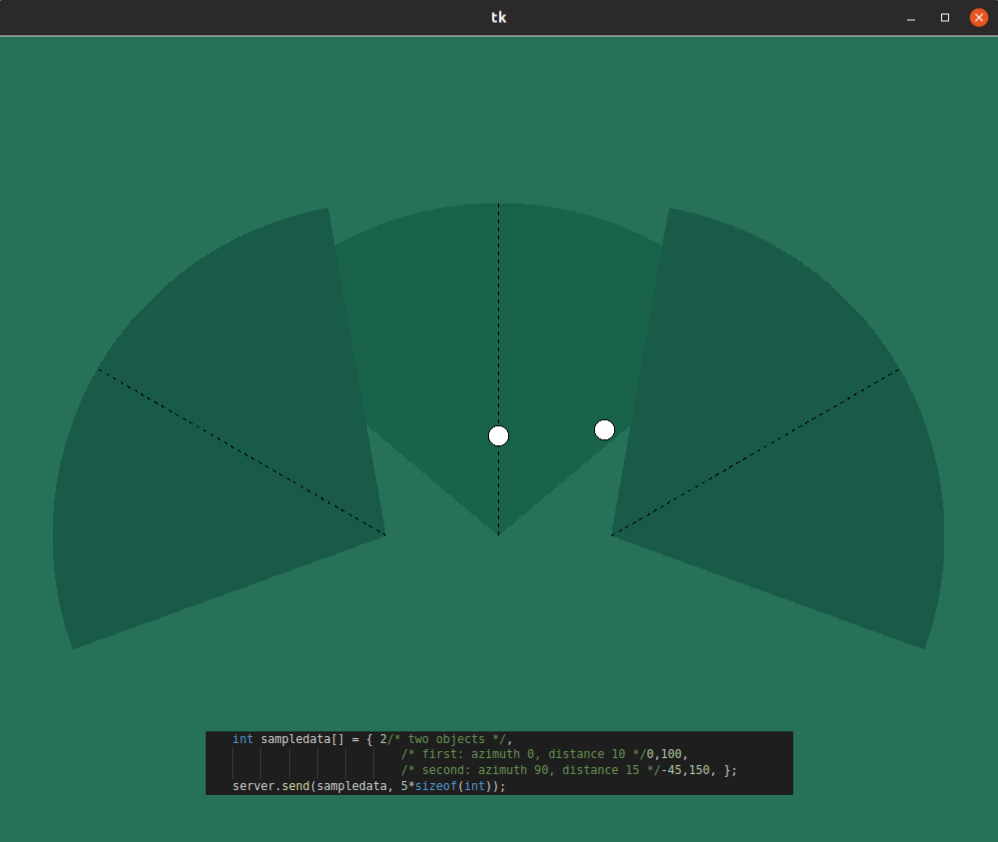 tk
int sampledata[] = { 2/* two objects */,
/* first: azimuth 0, distance 10 */0,100,
/* second: azimuth 90, distance 15 */-45,150, };
server.send(sampledata, 5*sizeof(int));